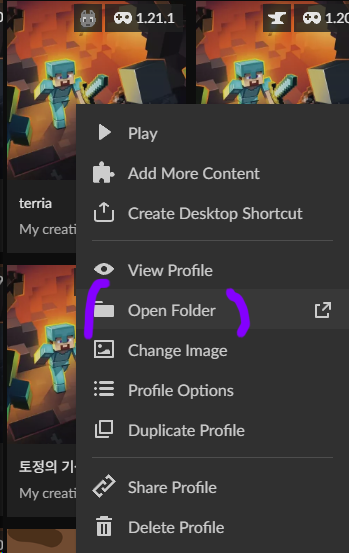 1.21.1
1.20
Play
Add More Content
terria
Create Desktop Shortcut
My creati
View Profile
Open Folder
Change Image
Profile Options
Duplicate Profile
토정의 기
Share Profile
My creati
Delete Profile